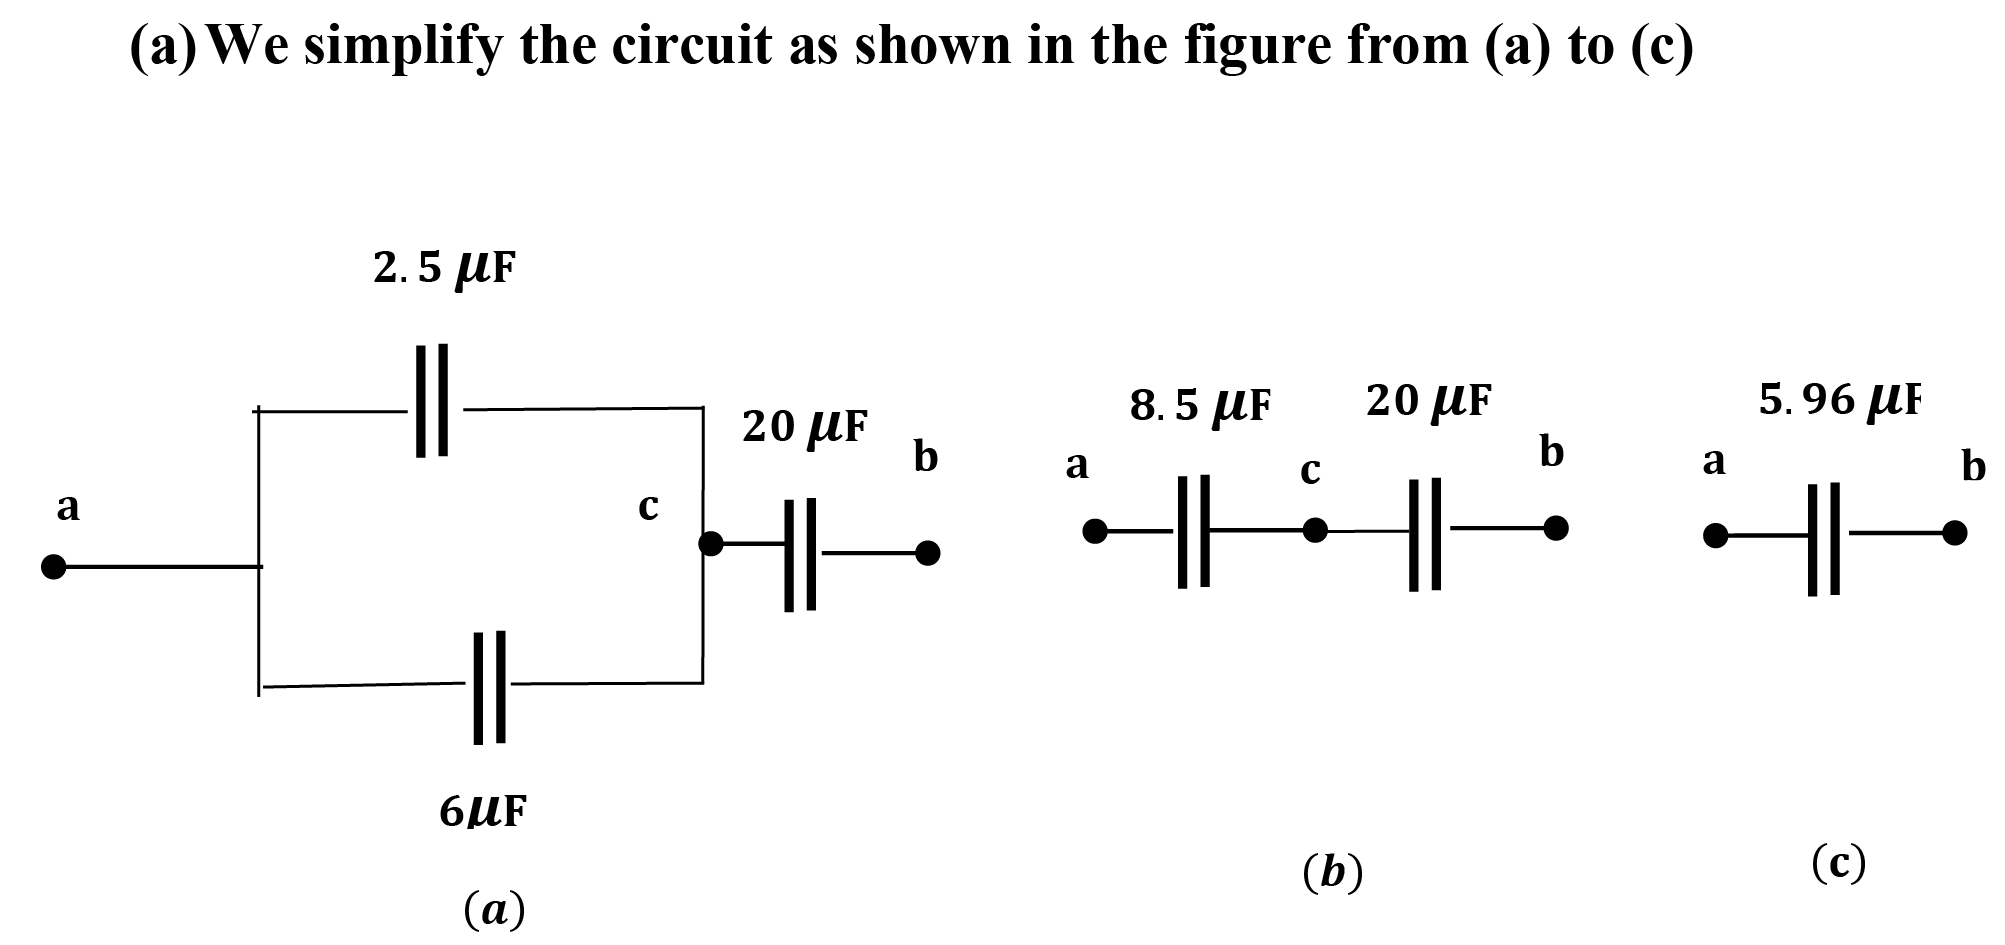 (a) We simplify the circuit as shown in the figure from (a) to (c)
2.5 μF
20 μF
b
a
c
6μF
(a)
8.5 μF
20 μF
a
c
b
(b)
5.96 μF
a
b
(c)